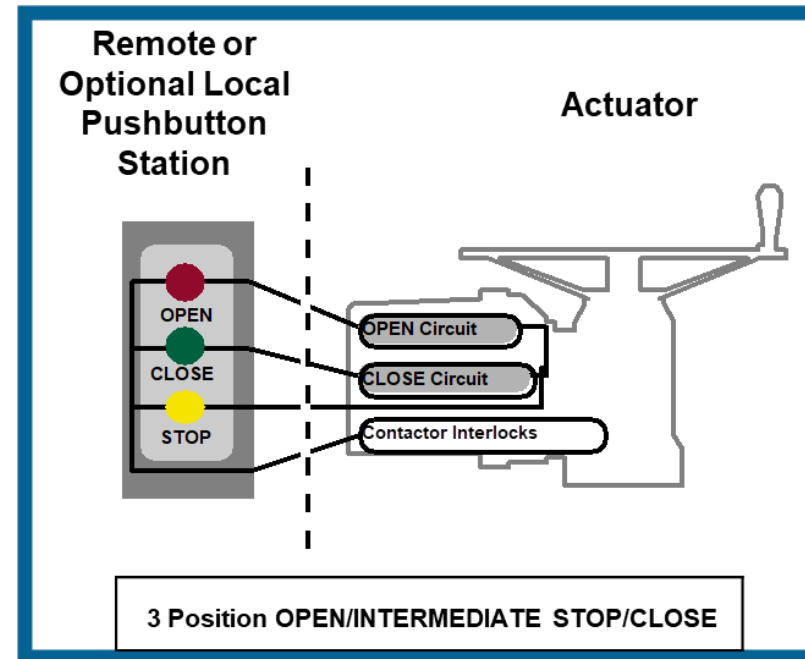 Remote or
Optional Local
Pushbutton
Station
Actuator
OPEN
CLOSE
STOP
OPEN Circuit
CLOSE Circuit
Contactor Interlocks
3 Position OPEN/INTERMEDIATE STOP/CLOSE